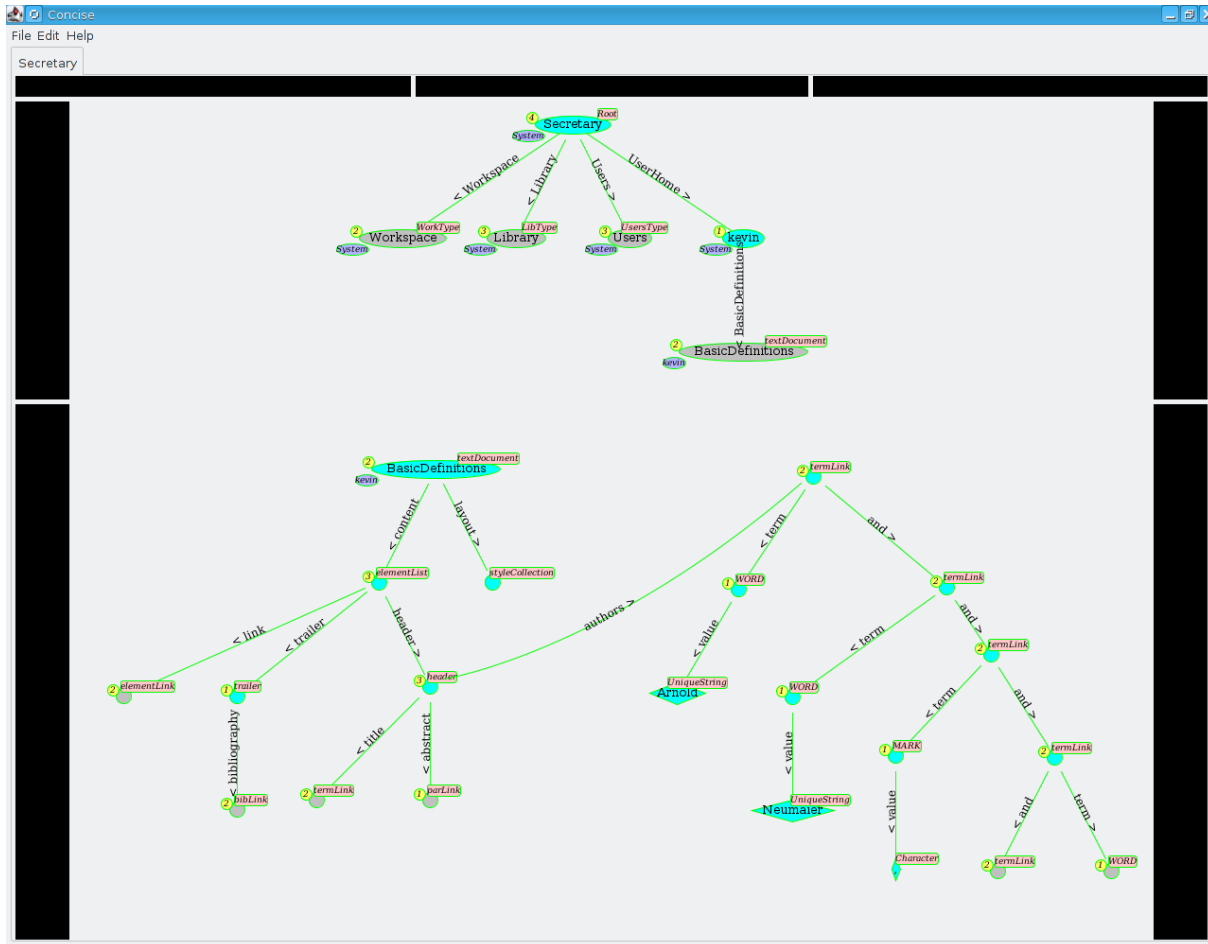 Concise
File Edit Help
Secretary
4 Secretary Root
System
< Workspace
< Library
Users >
UserHome >
2 Workspace WorkType
System
3 Library LibType
System
3 Users UsersType
System
1 kevin
System
< BasicDefinitions
2 BasicDefinitions textDocument
kevin
2 BasicDefinitions textDocument
kevin
2 termLink
< content
layout >
< term
and >
3 elementList
styleCollection
1 WORD
2 termLink
< link
< trailer
header >
authors >
< value
< term
and >
2 termLink
2 elementLink
1 trailer
3 header
UniqueString
Arnold
1 WORD
< term
and >
< bibliography
< title
< abstract
< value
1 MARK
2 termLink
2 bibLink
2 termLink
1 parLink
UniqueString
Neumaier
< value
< and
term >
Character
,
2 termLink
1 WORD